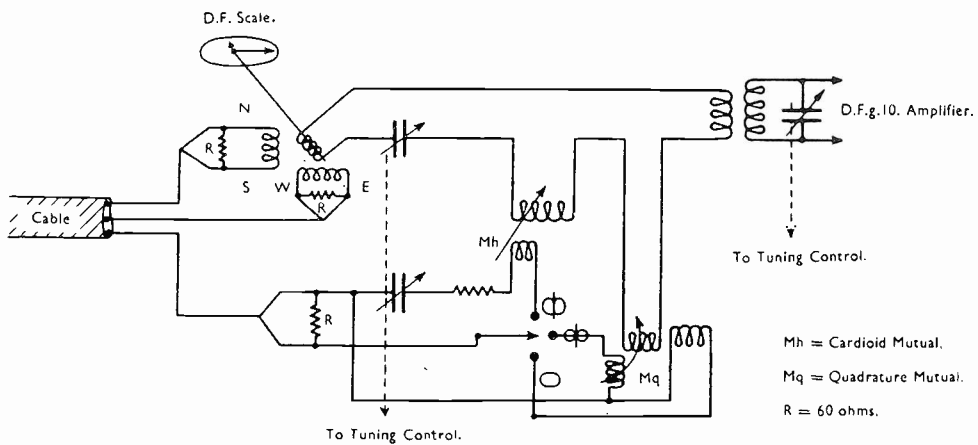 D.F. Scale.
N
D.F.g.10. Amplifier.
R
S
W
E
R
Cable
Mh
To Tuning Control.
R
Mq
Mh = Cardioid Mutual.
Mq = Quadrature Mutual.
R = 60 ohms.
To Tuning Control.